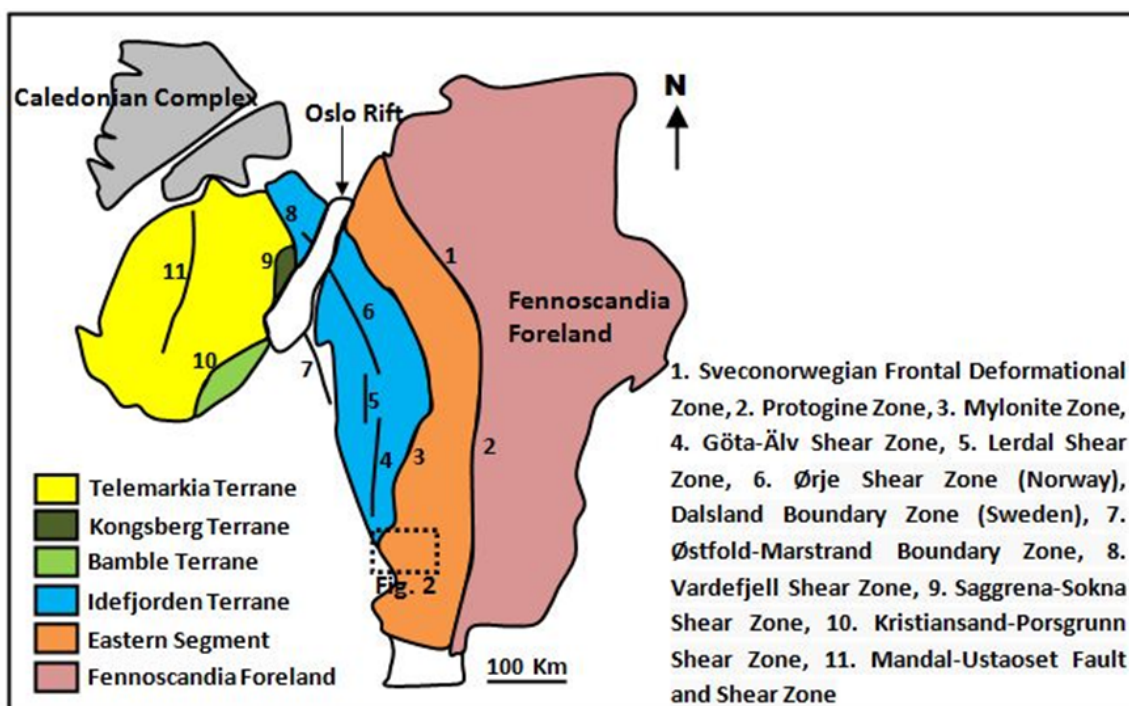 Caledonian Complex
Oslo Rift
N
8
1
9
11
Fennoscandia
Foreland
6
10
7
1. Sveconorwegian Frontal Deformational
Zone, 2. Protogine Zone, 3. Mylonite Zone,
4. Göta-Älv Shear Zone, 5. Lerdal Shear
Zone, 6. Ørje Shear Zone (Norway),
Dalsland Boundary Zone (Sweden), 7.
Østfold-Marstrand Boundary Zone, 8.
Vardefjell Shear Zone, 9. Saggrena-Sokna
Shear Zone, 10. Kristiansand-Porsgrunn
Shear Zone, 11. Mandal-Ustaoset Fault
and Shear Zone
5
2
4
3
Telemarkia Terrane
Kongsberg Terrane
Bamble Terrane
Idefjorden Terrane
Eastern Segment
Fennoscandia Foreland
Fig. 2
100 Km